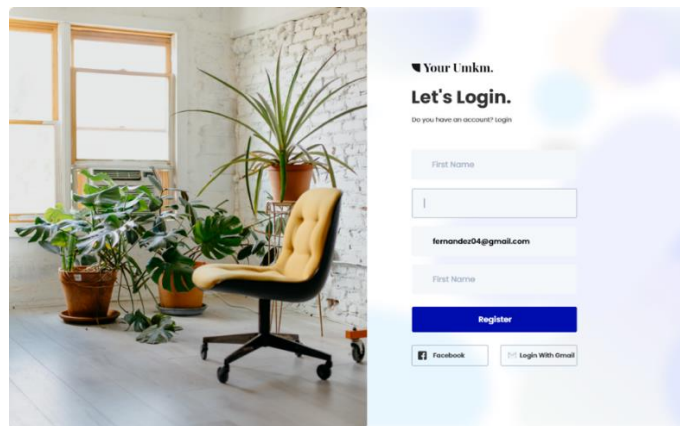 Your Umkm.
Let's Login.
Do you have an account? Login
First Name
fernandez04@gmail.com
First Name
Register
Facebook
Login With Gmail